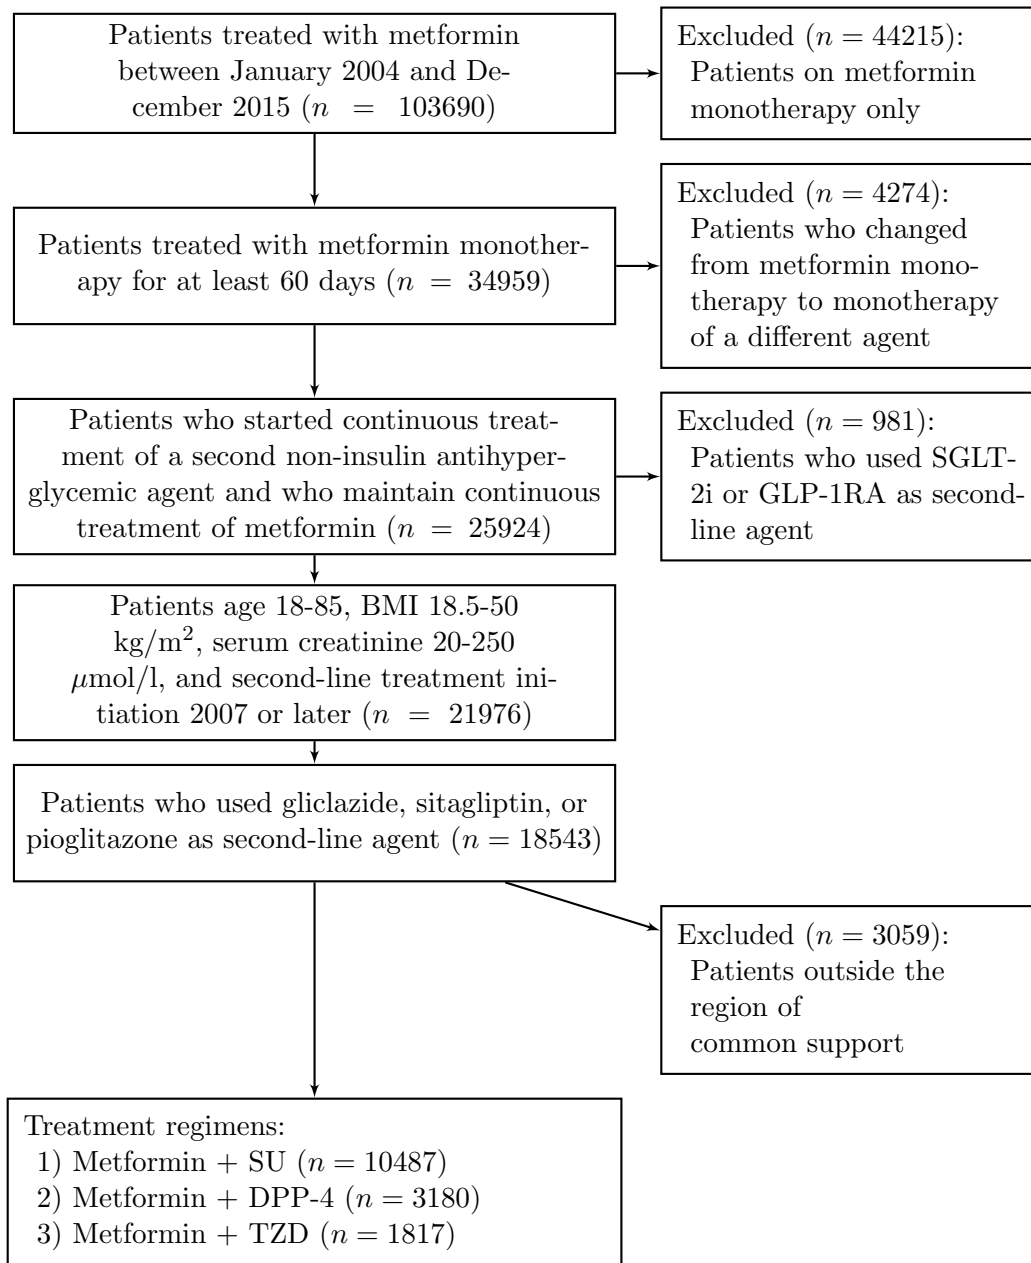 Patients treated with metformin
between January 2004 and De-
cember 2015 (n = 103690)
Excluded (n = 44215):
Patients on metformin
monotherapy only
Patients treated with metformin monother-
apy for at least 60 days (n = 34959)
Excluded (n = 4274):
Patients who changed
from metformin mono-
therapy to monotherapy
of a different agent
Patients who started continuous treat-
ment of a second non-insulin antihyper-
glycemic agent and who maintain continuous
treatment of metformin (n = 25924)
Excluded (n = 981):
Patients who used SGLT-
2i or GLP-1RA as second-
line agent
Patients age 18-85, BMI 18.5-50
kg/m², serum creatinine 20-250
μmol/l, and second-line treatment ini-
tiation 2007 or later (n = 21976)
Patients who used gliclazide, sitagliptin, or
pioglitazone as second-line agent (n = 18543)
Excluded (n = 3059):
Patients outside the
region of
common support
Treatment regimens:
1) Metformin + SU (n = 10487)
2) Metformin + DPP-4 (n = 3180)
3) Metformin + TZD (n = 1817)